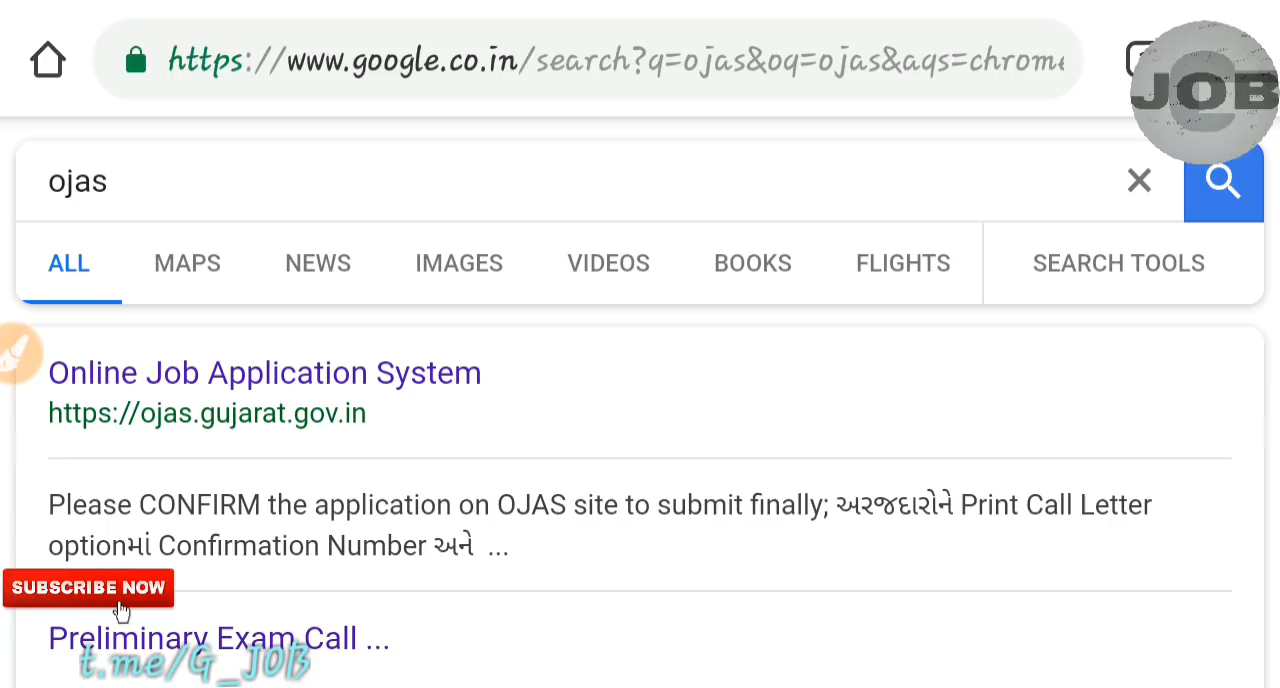 https://www.google.co.in/search?q=ojas&oq=ojas&aqs=chrome
JOB
ojas
ALL MAPS NEWS IMAGES VIDEOS BOOKS FLIGHTS SEARCH TOOLS
Online Job Application System
https://ojas.gujarat.gov.in
Please CONFIRM the application on OJAS site to submit finally; અરજદારોને Print Call Letter
optionમાં Confirmation Number અને ...
SUBSCRIBE NOW
Preliminary Exam Call ...
t.me/G_JOB